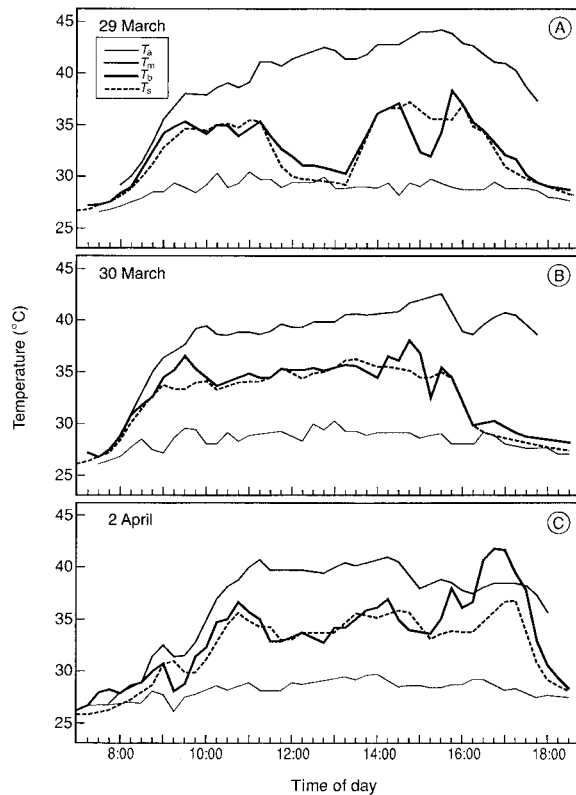 29 March
A
Ta
Tm
Tb
Ts
45
40
35
30
25
30 March
B
45
40
35
30
25
2 April
C
45
40
35
30
25
8:00 10:00 12:00 14:00 16:00 18:00
Temperature (°C)
Time of day